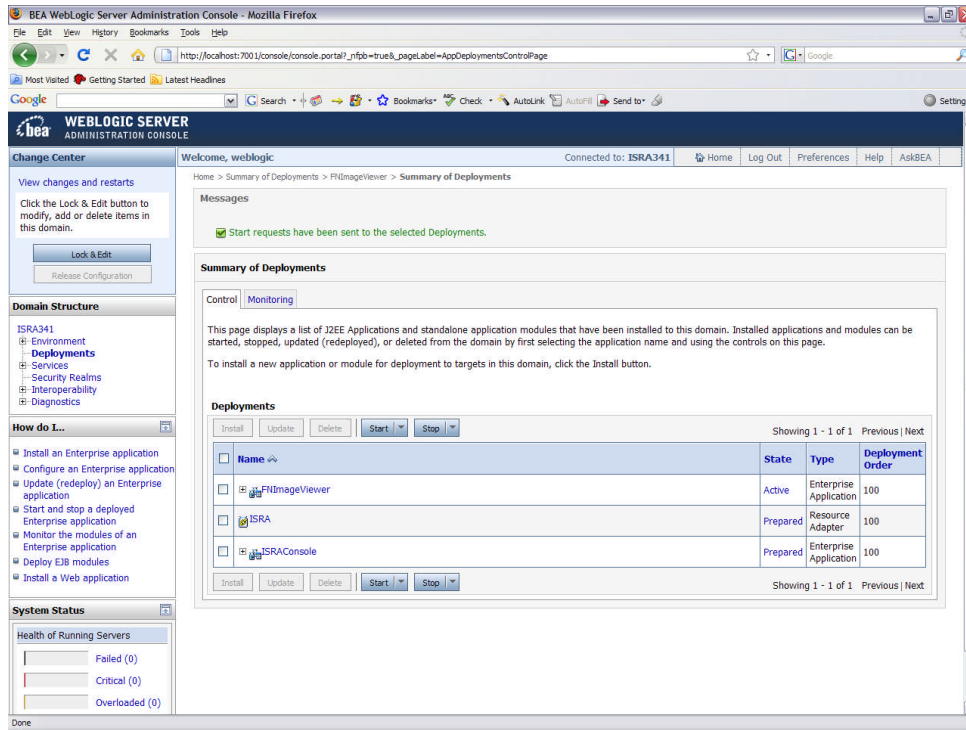 BEA WebLogic Server Administration Console - Mozilla Firefox
File Edit View History Bookmarks Tools Help
http://localhost:7001/console/console.portal?_nfpb=true&_pageLabel=AppDeploymentsControlPage
G Google
Most Visited Getting Started Latest Headlines
Google G Search Bookmarks ABC Check AutoLink AutoFill Send to Setting
bea WEBLOGIC SERVER
ADMINISTRATION CONSOLE
Change Center
View changes and restarts
Click the Lock & Edit button to
modify, add or delete items in
this domain.
Lock & Edit
Release Configuration
Domain Structure
ISRA341
Environment
Deployments
Services
Security Realms
Interoperability
Diagnostics
How do I...
Install an Enterprise application
Configure an Enterprise application
Update (redeploy) an Enterprise
application
Start and stop a deployed
Enterprise application
Monitor the modules of an
Enterprise application
Deploy EJB modules
Install a Web application
System Status
Health of Running Servers
Failed (0)
Critical (0)
Overloaded (0)
Welcome, weblogic Connected to: ISRA341 Home Log Out Preferences Help AskBEA
Home > Summary of Deployments > FNImageViewer > Summary of Deployments
Messages
Start requests have been sent to the selected Deployments.
Summary of Deployments
Control Monitoring
This page displays a list of J2EE Applications and standalone application modules that have been installed to this domain. Installed applications and modules can be
started, stopped, updated (redeployed), or deleted from the domain by first selecting the application name and using the controls on this page.
To install a new application or module for deployment to targets in this domain, click the Install button.
Deployments
Install Update Delete Start Stop Showing 1 - 1 of 1 Previous | Next
Name State Type Deployment Order
FNImageViewer Active Enterprise Application 100
ISRA Prepared Resource Adapter 100
ISRAConsole Prepared Enterprise Application 100
Install Update Delete Start Stop Showing 1 - 1 of 1 Previous | Next
Done